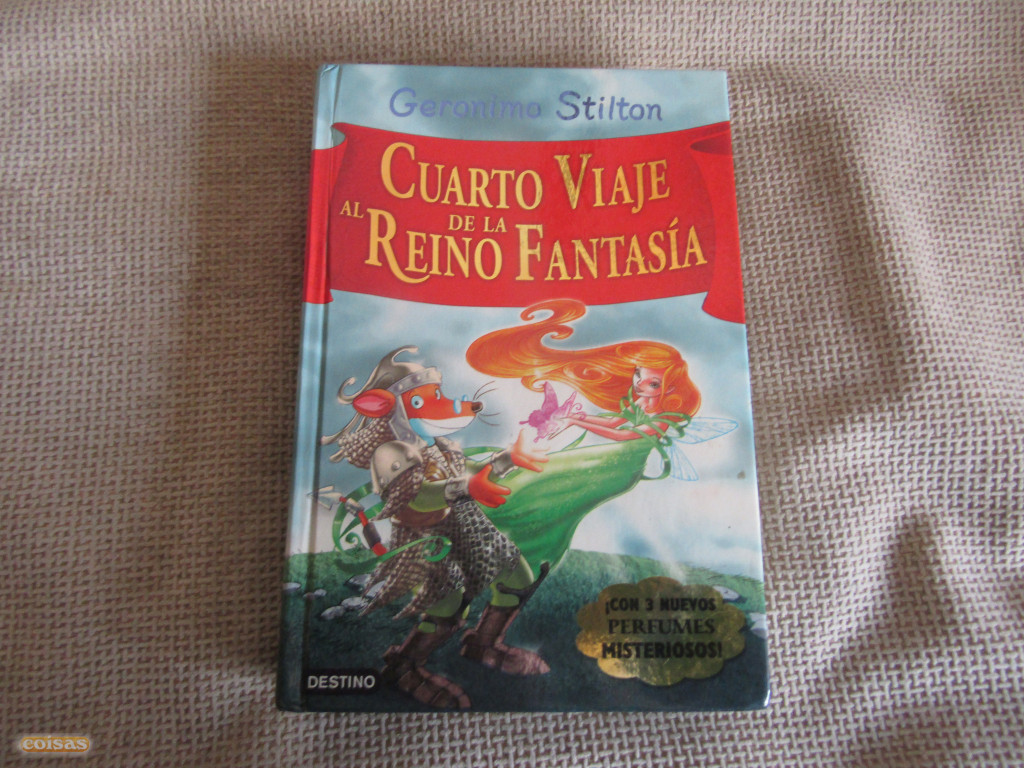 Geronimo Stilton
CUARTO VIAJE
AL REINO DE LA FANTASÍA
DESTINO
¡CON 3 NUEVOS
PERFUMES
MISTERIOSOS!
coisas